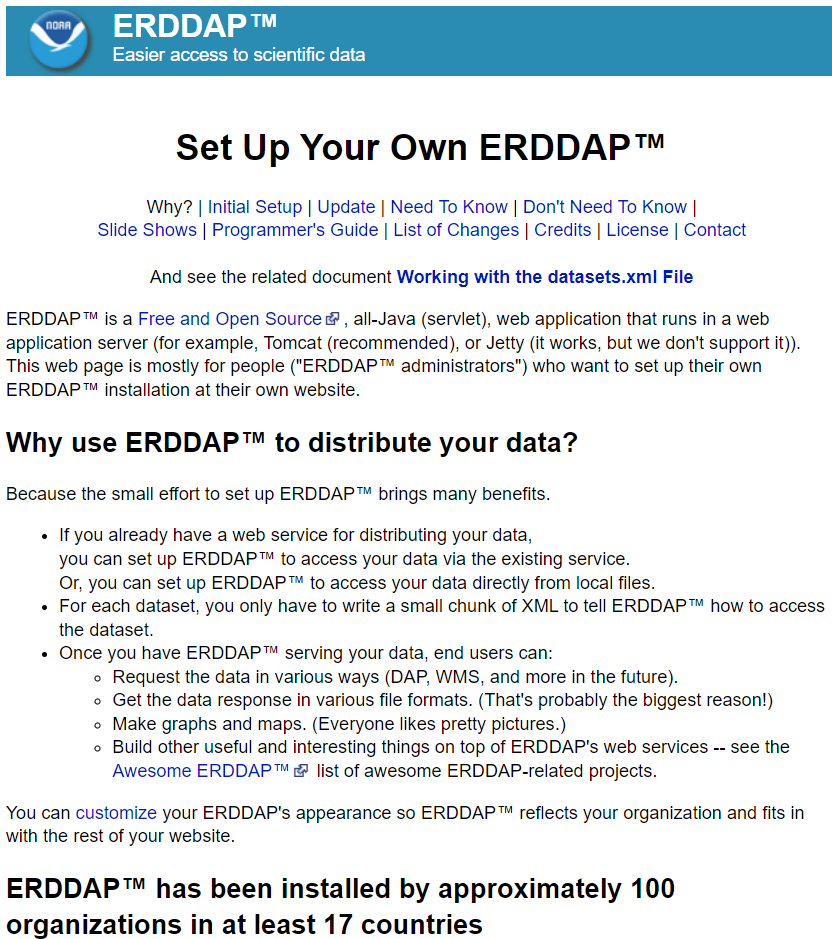 NOAA
ERDDAP™
Easier access to scientific data
Set Up Your Own ERDDAP™
Why? | Initial Setup | Update | Need To Know | Don't Need To Know |
Slide Shows | Programmer's Guide | List of Changes | Credits | License | Contact
And see the related document Working with the datasets.xml File
ERDDAP™ is a Free and Open Source , all-Java (servlet), web application that runs in a web
application server (for example, Tomcat (recommended), or Jetty (it works, but we don't support it)).
This web page is mostly for people ("ERDDAP™ administrators") who want to set up their own
ERDDAP™ installation at their own website.
Why use ERDDAP™ to distribute your data?
Because the small effort to set up ERDDAP™ brings many benefits.
• If you already have a web service for distributing your data,
you can set up ERDDAP™ to access your data via the existing service.
Or, you can set up ERDDAP™ to access your data directly from local files.
• For each dataset, you only have to write a small chunk of XML to tell ERDDAP™ how to access
the dataset.
• Once you have ERDDAP™ serving your data, end users can:
◦ Request the data in various ways (DAP, WMS, and more in the future).
◦ Get the data response in various file formats. (That's probably the biggest reason!)
◦ Make graphs and maps. (Everyone likes pretty pictures.)
◦ Build other useful and interesting things on top of ERDDAP's web services -- see the
Awesome ERDDAP™ list of awesome ERDDAP-related projects.
You can customize your ERDDAP's appearance so ERDDAP™ reflects your organization and fits in
with the rest of your website.
ERDDAP™ has been installed by approximately 100
organizations in at least 17 countries